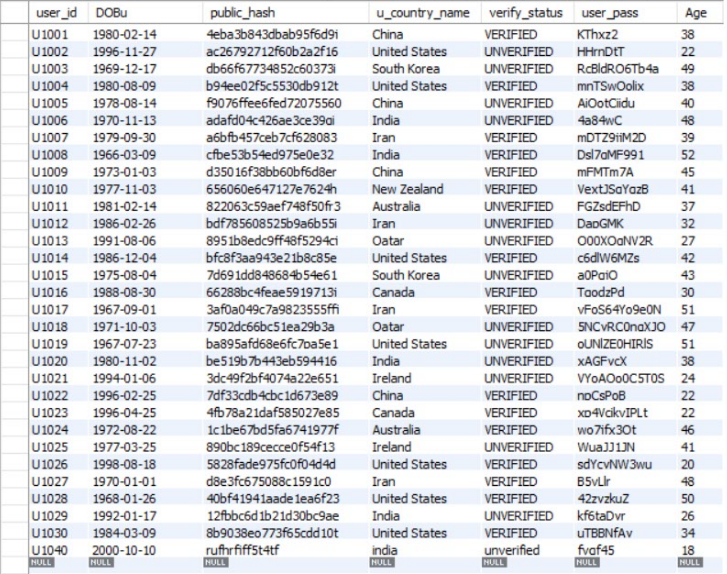 user_id DOBu public_hash u_country_name verify_status user_pass Age
U1001 1980-02-14 4eba3b843dbab95f6d9i China VERIFIED KThxz2 38
U1002 1996-11-27 ac26792712f60b2a2f16 United States UNVERIFIED HHrnDtT 22
U1003 1969-12-17 db66f67734852c60373i South Korea UNVERIFIED RcBldRO6Tb4a 49
U1004 1980-08-09 b94ee02f5c5530db912t United States VERIFIED mnTSwOolix 38
U1005 1978-08-14 f9076ffee6fed72075560 China UNVERIFIED AiOotCiidu 40
U1006 1970-11-13 adafd04c426ae3ce39qi India UNVERIFIED 4a84wC 48
U1007 1979-09-30 a6bfb457ceb7cf628083 Iran VERIFIED mDTZ9iiM2D 39
U1008 1966-03-09 cfbe53b54ed975e0e32 India VERIFIED Dsl7qMF991 52
U1009 1973-01-03 d35016f38bb60bf6d8er China VERIFIED mFMTm7A 45
U1010 1977-11-03 656060e647127e7624h New Zealand VERIFIED VextJSqYqzB 41
U1011 1981-02-14 822063c59aef748f50fr3 Australia UNVERIFIED FGZsdEFhD 37
U1012 1986-02-26 bdf785608525b9a6b55i Iran UNVERIFIED DapGMK 32
U1013 1991-08-06 8951b8edc9ff48f5294ci Qatar UNVERIFIED O00XOqNV2R 27
U1014 1986-12-04 bfc8f3aa943e21b8c85e United States VERIFIED c6dlW6MZs 42
U1015 1975-08-04 7d691dd848684b54e61 South Korea UNVERIFIED a0PqiO 43
U1016 1988-08-30 66288bc4feae5919713i Canada VERIFIED TqodzPd 30
U1017 1967-09-01 3af0a049c7a9823555ffi Iran VERIFIED vFoS64Yo9e0N 51
U1018 1971-10-03 7502dc66bc51ea29b3a Qatar UNVERIFIED 5NCvRC0nqXJO 47
U1019 1967-07-23 ba895afd68e6fc7ba5e1 United States UNVERIFIED oUNlZE0HIRlS 51
U1020 1980-11-02 be519b7b443eb594416 India UNVERIFIED xAGFvcX 38
U1021 1994-01-06 3dc49f2bf4074a22e651 Ireland UNVERIFIED VYoAOo0C5T0S 24
U1022 1996-02-25 7df33cdb4cbc1d673e89 China VERIFIED npCsPoB 22
U1023 1996-04-25 4fb78a21daf585027e85 Canada VERIFIED xp4VcikvIPLt 22
U1024 1972-08-22 1c1be67bd5fa6741977f Australia VERIFIED wo7ifx3Ot 46
U1025 1977-03-25 890bc189cecce0f54f13 Ireland UNVERIFIED WuaJJ1JN 41
U1026 1998-08-18 5828fade975fc0f04d4d United States VERIFIED sdYcvNW3wu 20
U1027 1970-01-01 d8e3fc675088c1591c0 Iran VERIFIED B5vLlr 48
U1028 1968-01-26 40bf41941aade1ea6f23 United States VERIFIED 42zvzkuZ 50
U1029 1992-01-17 12fbbc6d1b21d30bc9ae India UNVERIFIED kf6taDvr 26
U1030 1984-03-09 8b9038eo773f65cdd10t United States VERIFIED uTBBNfAv 34
U1040 2000-10-10 rufhrfiff5t4tf india unverified fvgf45 18
NULL NULL NULL NULL NULL NULL NULL